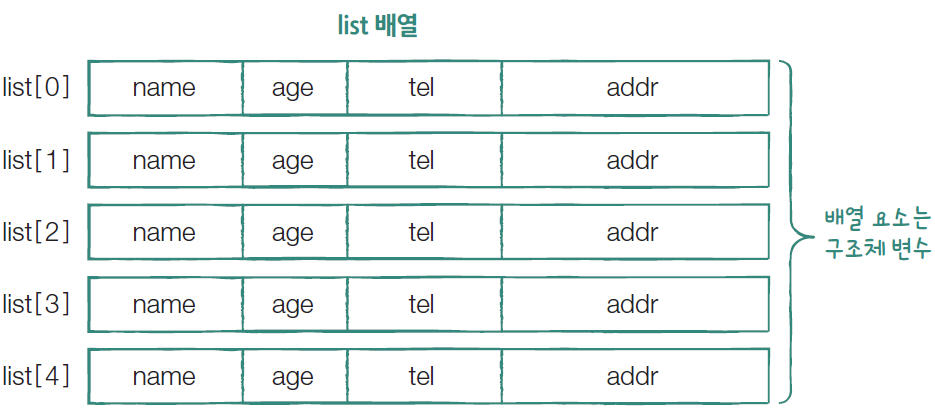 list 배열
list[0] name age tel addr
list[1] name age tel addr
list[2] name age tel addr
list[3] name age tel addr
list[4] name age tel addr
배열 요소는
구조체 변수